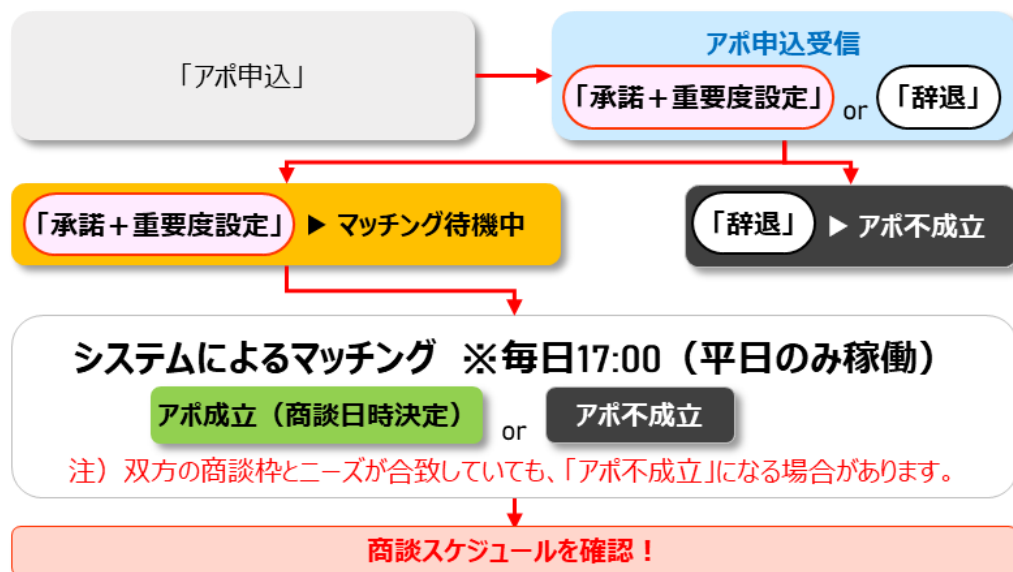 「アポ申込」
アポ申込受信
「承諾＋重要度設定」 or 「辞退」
「承諾＋重要度設定」 ▶ マッチング待機中
「辞退」 ▶ アポ不成立
システムによるマッチング ※毎日17:00（平日のみ稼働）
アポ成立（商談日時決定） or アポ不成立
注）双方の商談枠とニーズが合致していても、「アポ不成立」になる場合があります。
商談スケジュールを確認！